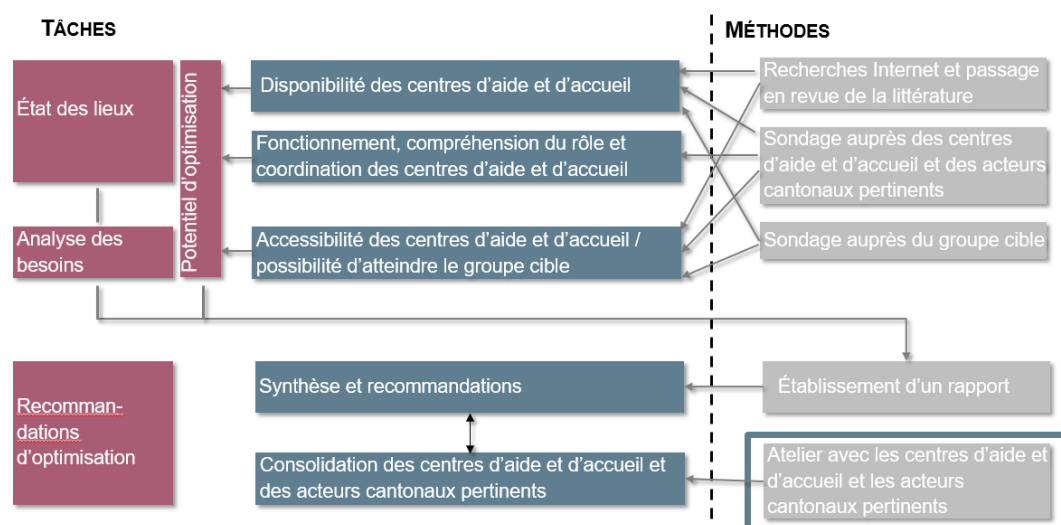 TÂCHES
MÉTHODES
État des lieux
Potentiel d'optimisation
Disponibilité des centres d'aide et d'accueil
Recherches Internet et passage
en revue de la littérature
Fonctionnement, compréhension du rôle et
coordination des centres d'aide et d'accueil
Sondage auprès des centres
d'aide et d'accueil et des acteurs
cantonaux pertinents
Analyse des
besoins
Accessibilité des centres d'aide et d'accueil /
possibilité d'atteindre le groupe cible
Sondage auprès du groupe cible
Recomman-
dations
d'optimisation
Synthèse et recommandations
Établissement d'un rapport
Consolidation des centres d'aide et d'accueil et
des acteurs cantonaux pertinents
Atelier avec les centres d'aide et
d'accueil et les acteurs
cantonaux pertinents